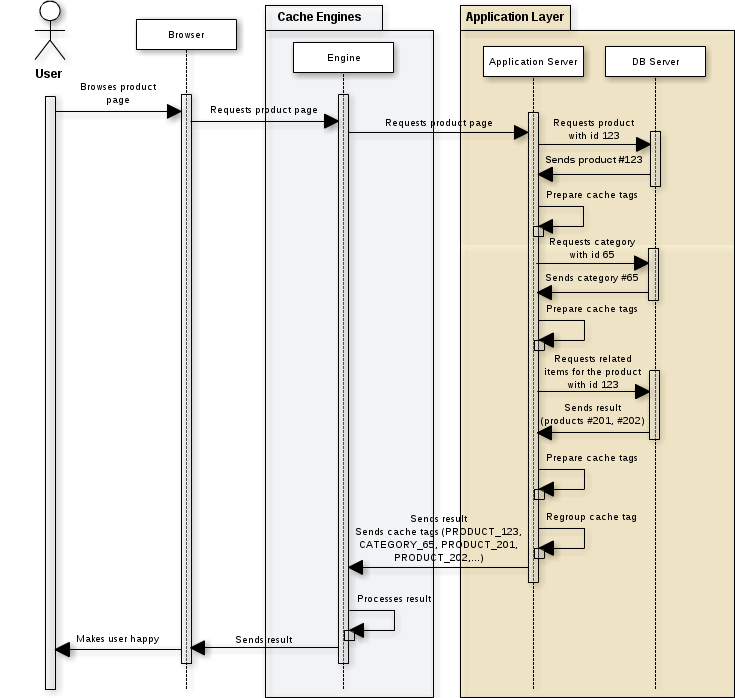 Cache Engines
Application Layer
Browser
Engine
Application Server
DB Server
User
Browses product
page
Requests product page
Requests product page
Requests product
with id 123
Sends product #123
Prepare cache tags
Requests category
with id 65
Sends category #65
Prepare cache tags
Requests related
items for the product
with id 123
Sends result
(products #201, #202)
Prepare cache tags
Regroup cache tag
Sends result
Sends cache tags (PRODUCT_123,
CATEGORY_65, PRODUCT_201,
PRODUCT_202,...)
Processes result
Sends result
Makes user happy